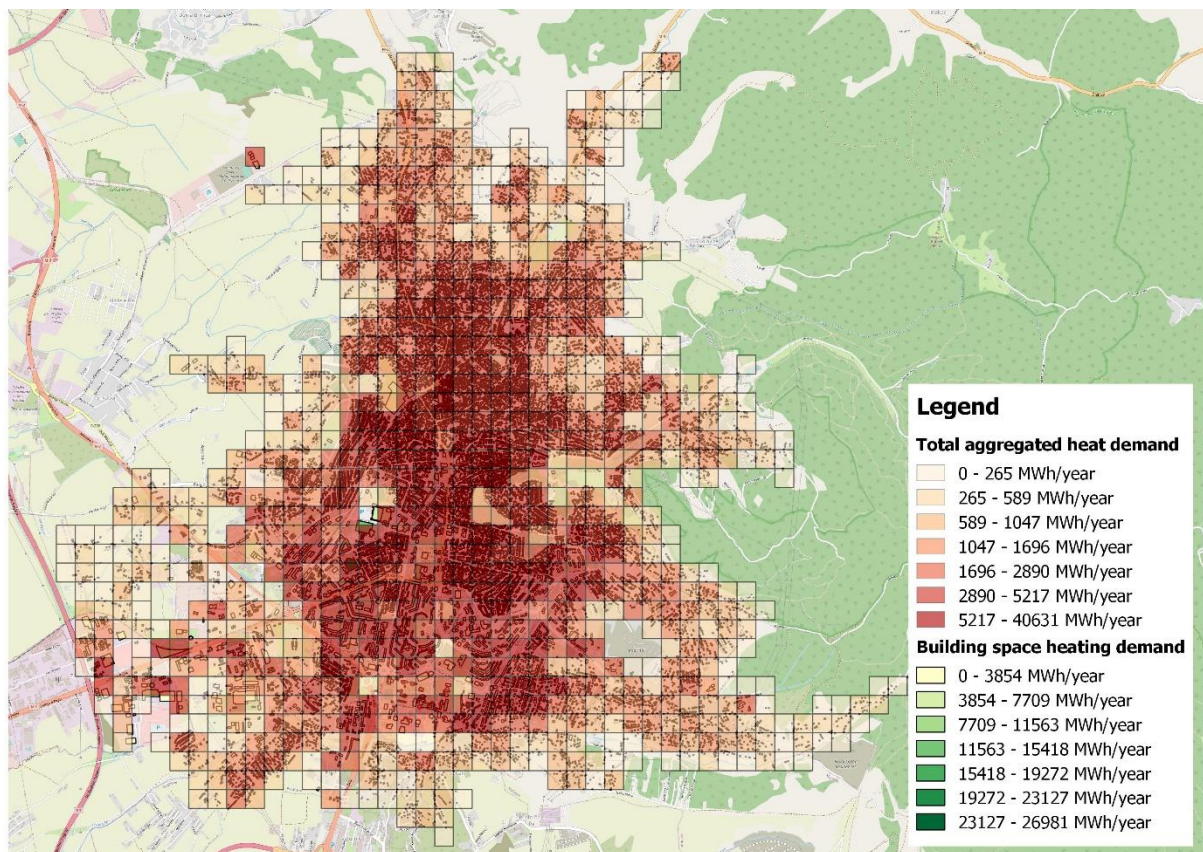 Legend
Total aggregated heat demand
0 - 265 MWh/year
265 - 589 MWh/year
589 - 1047 MWh/year
1047 - 1696 MWh/year
1696 - 2890 MWh/year
2890 - 5217 MWh/year
5217 - 40631 MWh/year
Building space heating demand
0 - 3854 MWh/year
3854 - 7709 MWh/year
7709 - 11563 MWh/year
11563 - 15418 MWh/year
15418 - 19272 MWh/year
19272 - 23127 MWh/year
23127 - 26981 MWh/year